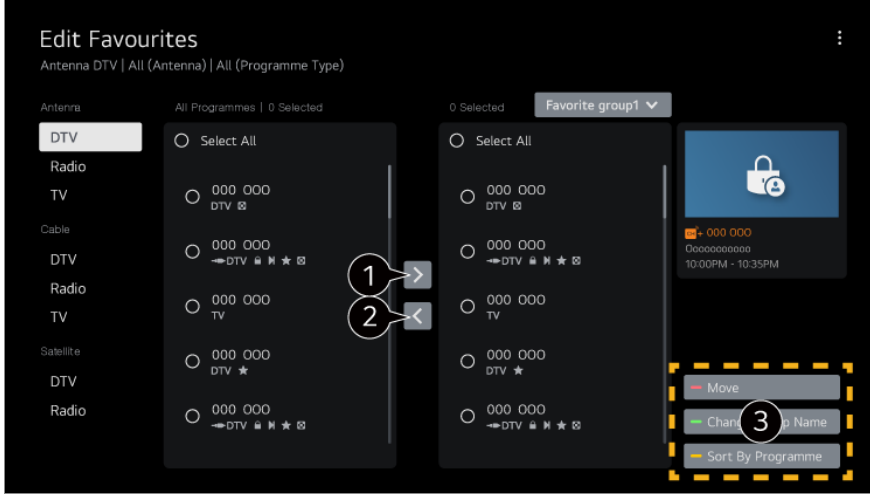 Edit Favourites
Antenna DTV | All (Antenna) | All (Programme Type)
Antenna
DTV
Radio
TV
Cable
DTV
Radio
TV
Satellite
DTV
Radio
All Programmes | 0 Selected
Select All
000 000
DTV
000 000
DTV
000 000
TV
000 000
DTV
000 000
DTV
1
2
0 Selected
Favorite group1
Select All
000 000
DTV
000 000
DTV
000 000
TV
000 000
DTV
000 000
DTV
CH+ 000 000
Oooooooooo
10:00PM - 10:35PM
Move
3
p Name
Sort By Programme